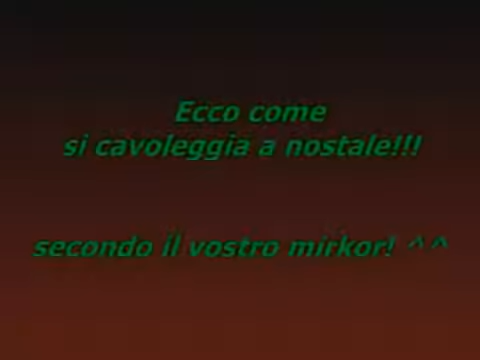 Ecco come
si cavoleggia a nostale!!!
secondo il vostro mirkor! ^^